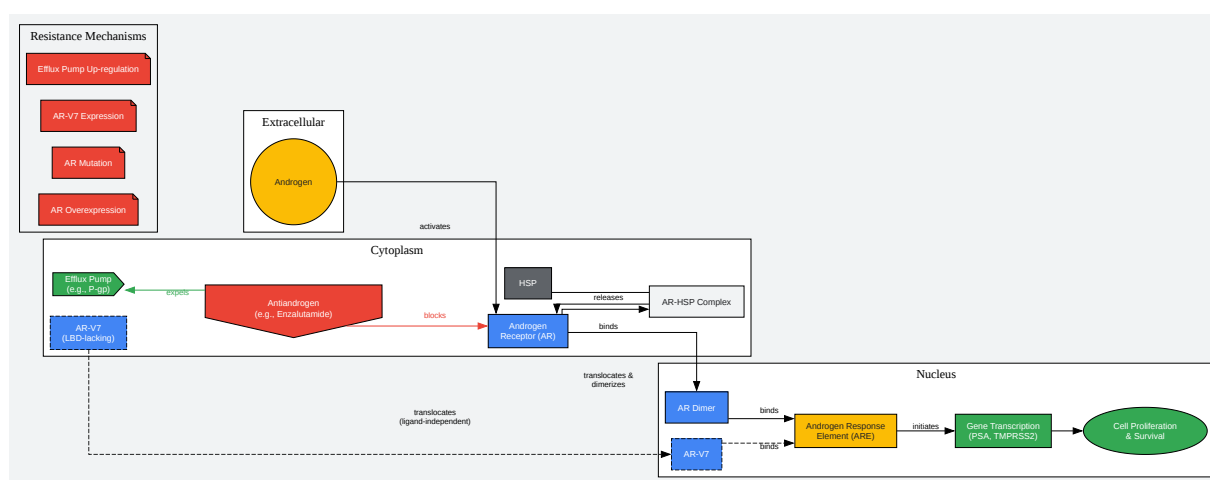 Resistance Mechanisms
Efflux Pump Up-regulation
AR-V7 Expression
AR Mutation
AR Overexpression
Extracellular
Androgen
activates
Cytoplasm
Efflux Pump
(e.g., P-gp)
expels
AR-V7
(LBD-lacking)
Antiandrogen
(e.g., Enzalutamide)
blocks
HSP
releases
AR-HSP Complex
Androgen
Receptor (AR)
binds
translocates &
dimerizes
translocates
(ligand-independent)
Nucleus
AR Dimer
binds
AR-V7
binds
Androgen Response
Element (ARE)
initiates
Gene Transcription
(PSA, TMPRSS2)
Cell Proliferation
& Survival